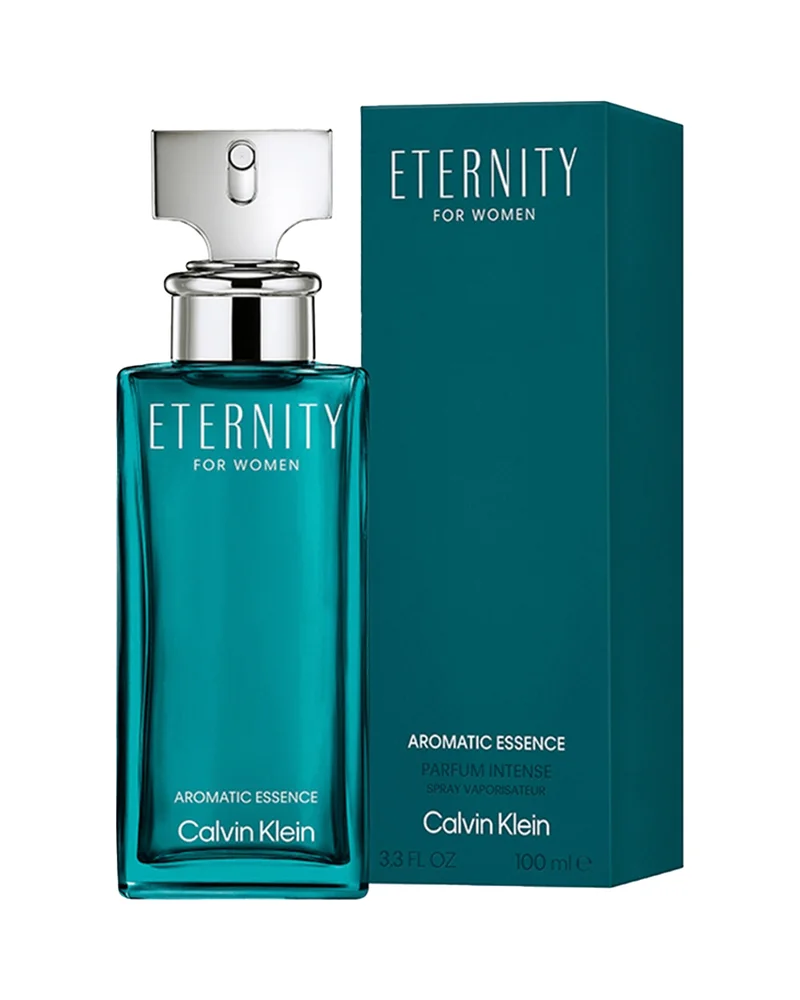 ETERNITY
FOR WOMEN
AROMATIC ESSENCE
Calvin Klein
ETERNITY
FOR WOMEN
AROMATIC ESSENCE
PARFUM INTENSE
SPRAY VAPORISATEUR
Calvin Klein
3.3 FL OZ 100 ml ℮